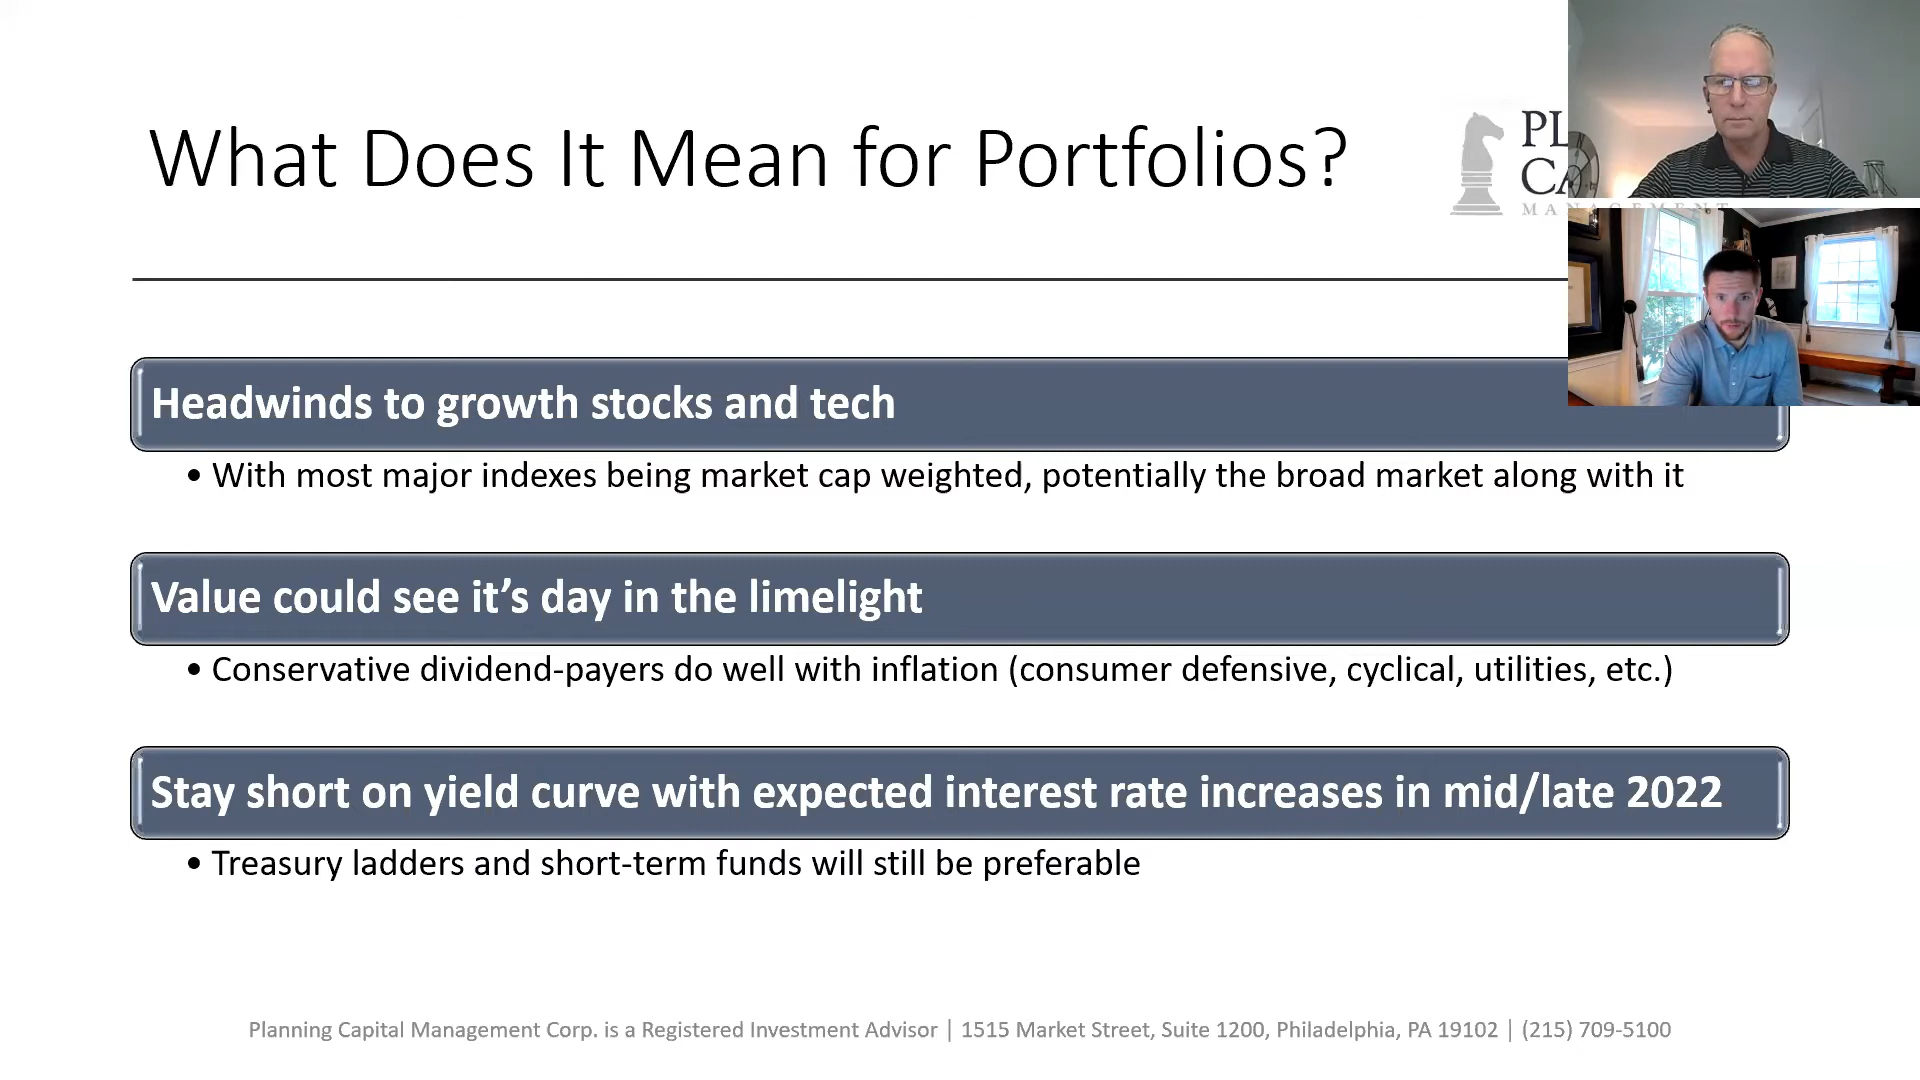 What Does It Mean for Portfolios?
MANAGEMENT
Headwinds to growth stocks and tech
• With most major indexes being market cap weighted, potentially the broad market along with it
Value could see it’s day in the limelight
• Conservative dividend-payers do well with inflation (consumer defensive, cyclical, utilities, etc.)
Stay short on yield curve with expected interest rate increases in mid/late 2022
• Treasury ladders and short-term funds will still be preferable
Planning Capital Management Corp. is a Registered Investment Advisor | 1515 Market Street, Suite 1200, Philadelphia, PA 19102 | (215) 709-5100